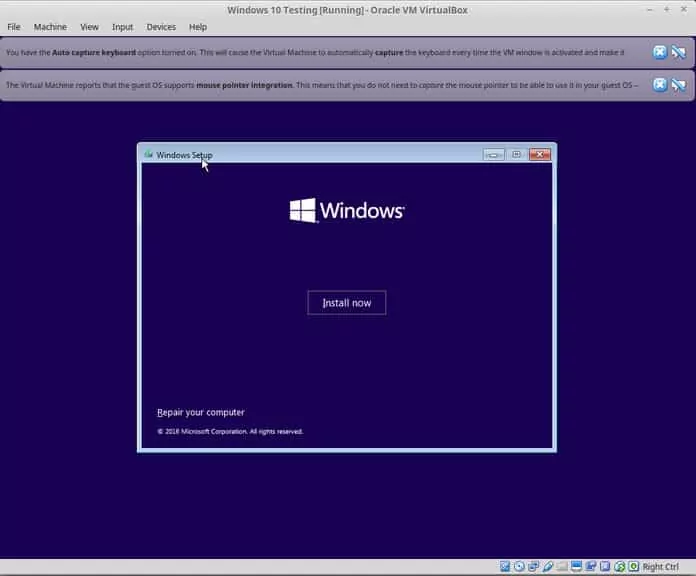 Windows 10 Testing [Running] - Oracle VM VirtualBox
File Machine View Input Devices Help
You have the Auto capture keyboard option turned on. This will cause the Virtual Machine to automatically capture the keyboard every time the VM window is activated and make it
The Virtual Machine reports that the guest OS supports mouse pointer integration. This means that you do not need to capture the mouse pointer to be able to use it in your guest OS --
Windows Setup
Windows
Install now
Repair your computer
© 2016 Microsoft Corporation. All rights reserved.
Right Ctrl